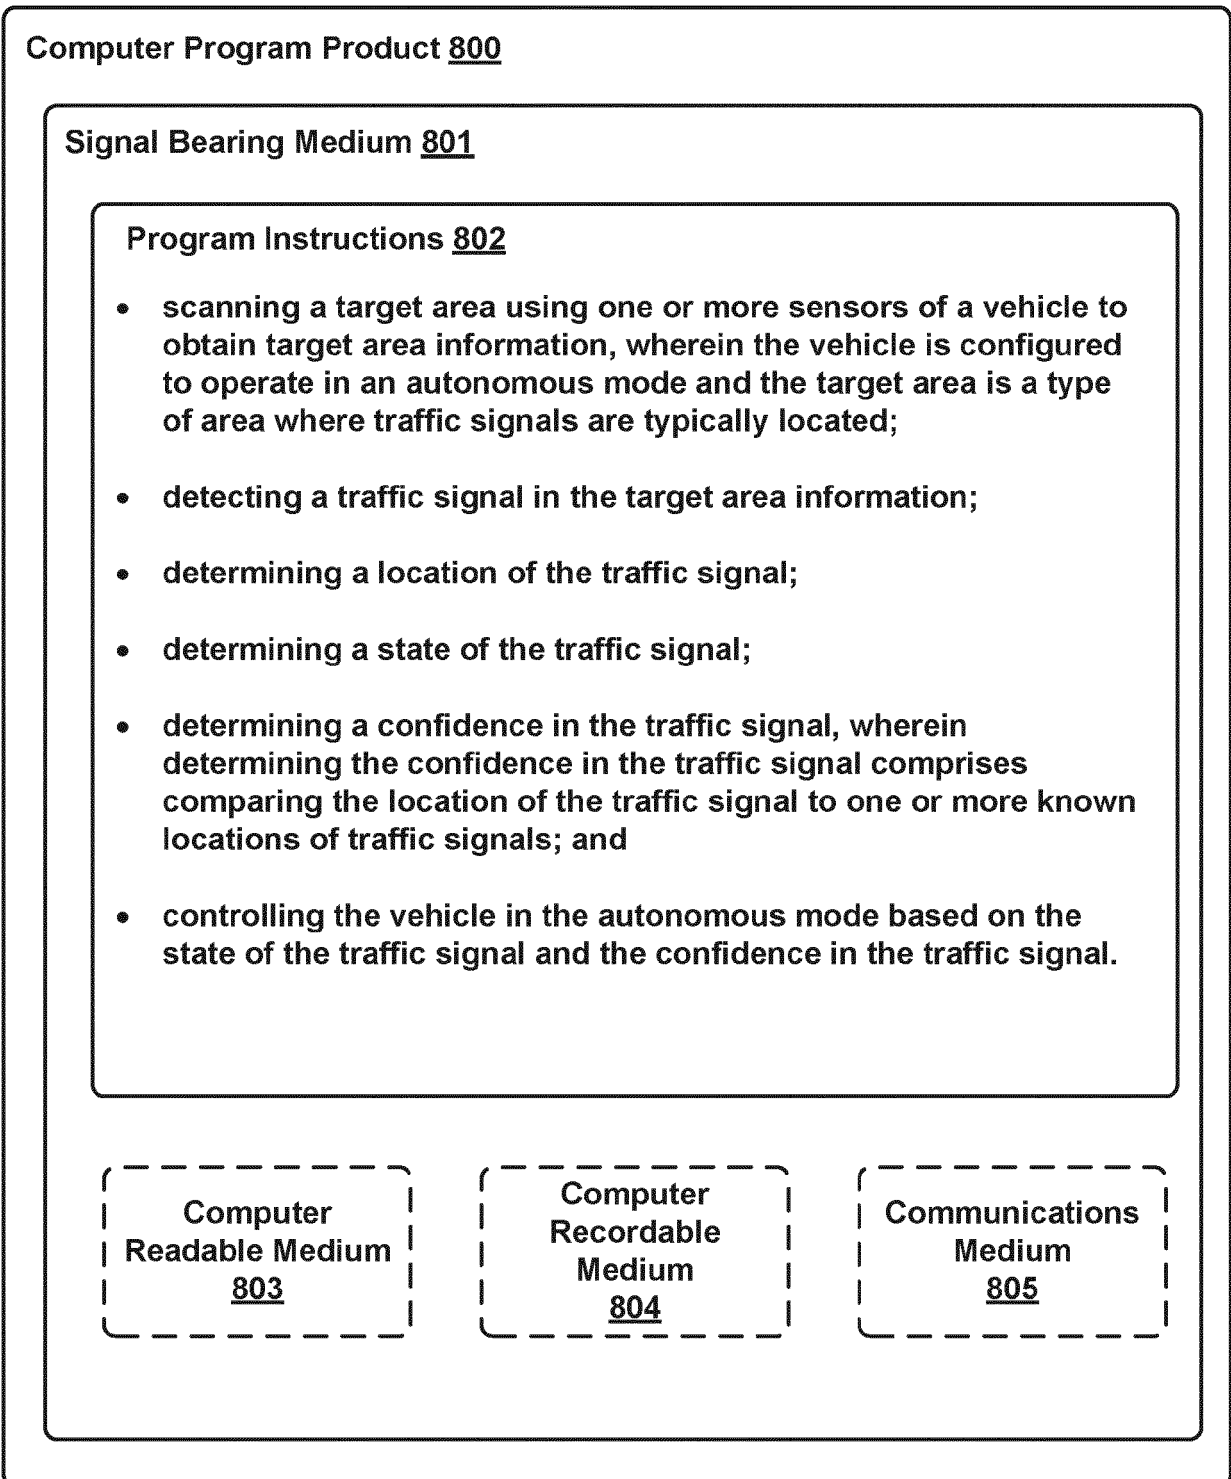 Computer Program Product 800
Signal Bearing Medium 801
Program Instructions 802
• scanning a target area using one or more sensors of a vehicle to
obtain target area information, wherein the vehicle is configured
to operate in an autonomous mode and the target area is a type
of area where traffic signals are typically located;
• detecting a traffic signal in the target area information;
• determining a location of the traffic signal;
• determining a state of the traffic signal;
• determining a confidence in the traffic signal, wherein
determining the confidence in the traffic signal comprises
comparing the location of the traffic signal to one or more known
locations of traffic signals; and
• controlling the vehicle in the autonomous mode based on the
state of the traffic signal and the confidence in the traffic signal.
Computer
Readable Medium
803
Computer
Recordable
Medium
804
Communications
Medium
805